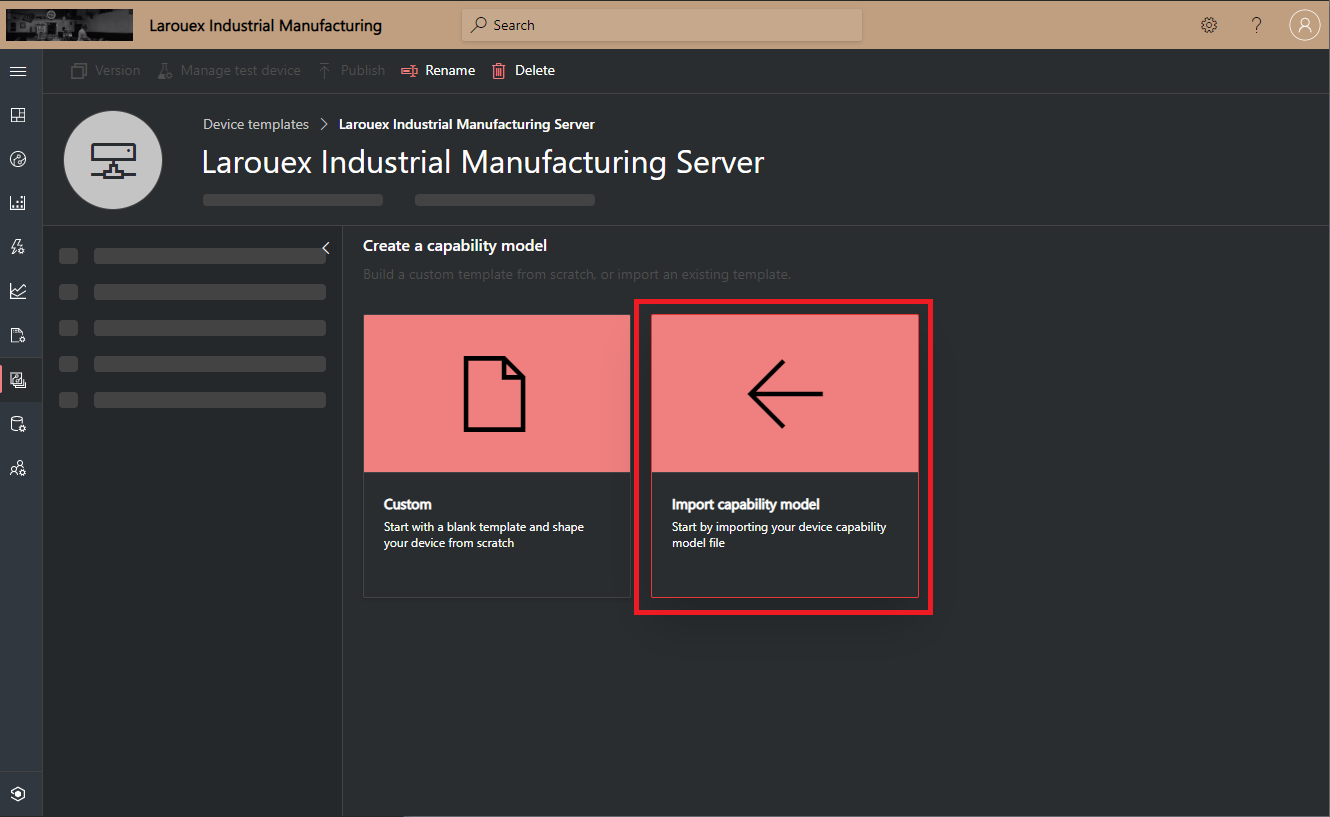 Larouex Industrial Manufacturing
Search
Version
Manage test device
Publish
Rename
Delete
Device templates
Larouex Industrial Manufacturing Server
Larouex Industrial Manufacturing Server
Create a capability model
Build a custom template from scratch, or import an existing template.
Custom
Start with a blank template and shape
your device from scratch
Import capability model
Start by importing your device capability
model file